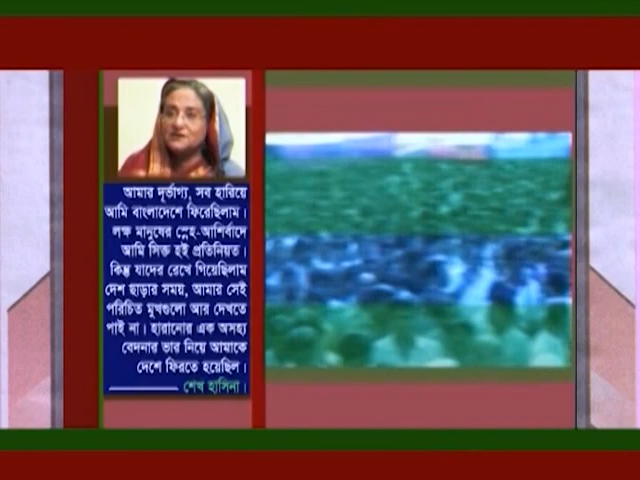 আমার দূর্ভাগ্য, সব হারিয়ে
আমি বাংলাদেশে ফিরেছিলাম।
লক্ষ মানুষের স্নেহ-আশির্বাদে
আমি সিক্ত হই প্রতিনিয়ত।
কিন্তু যাদের রেখে গিয়েছিলাম
দেশ ছাড়ার সময়, আমার সেই
পরিচিত মুখগুলো আর দেখতে
পাই না। হারানোর এক অসহ্য
বেদনার ভার নিয়ে আমাকে
দেশে ফিরতে হয়েছিল।
শেখ হাসিনা।